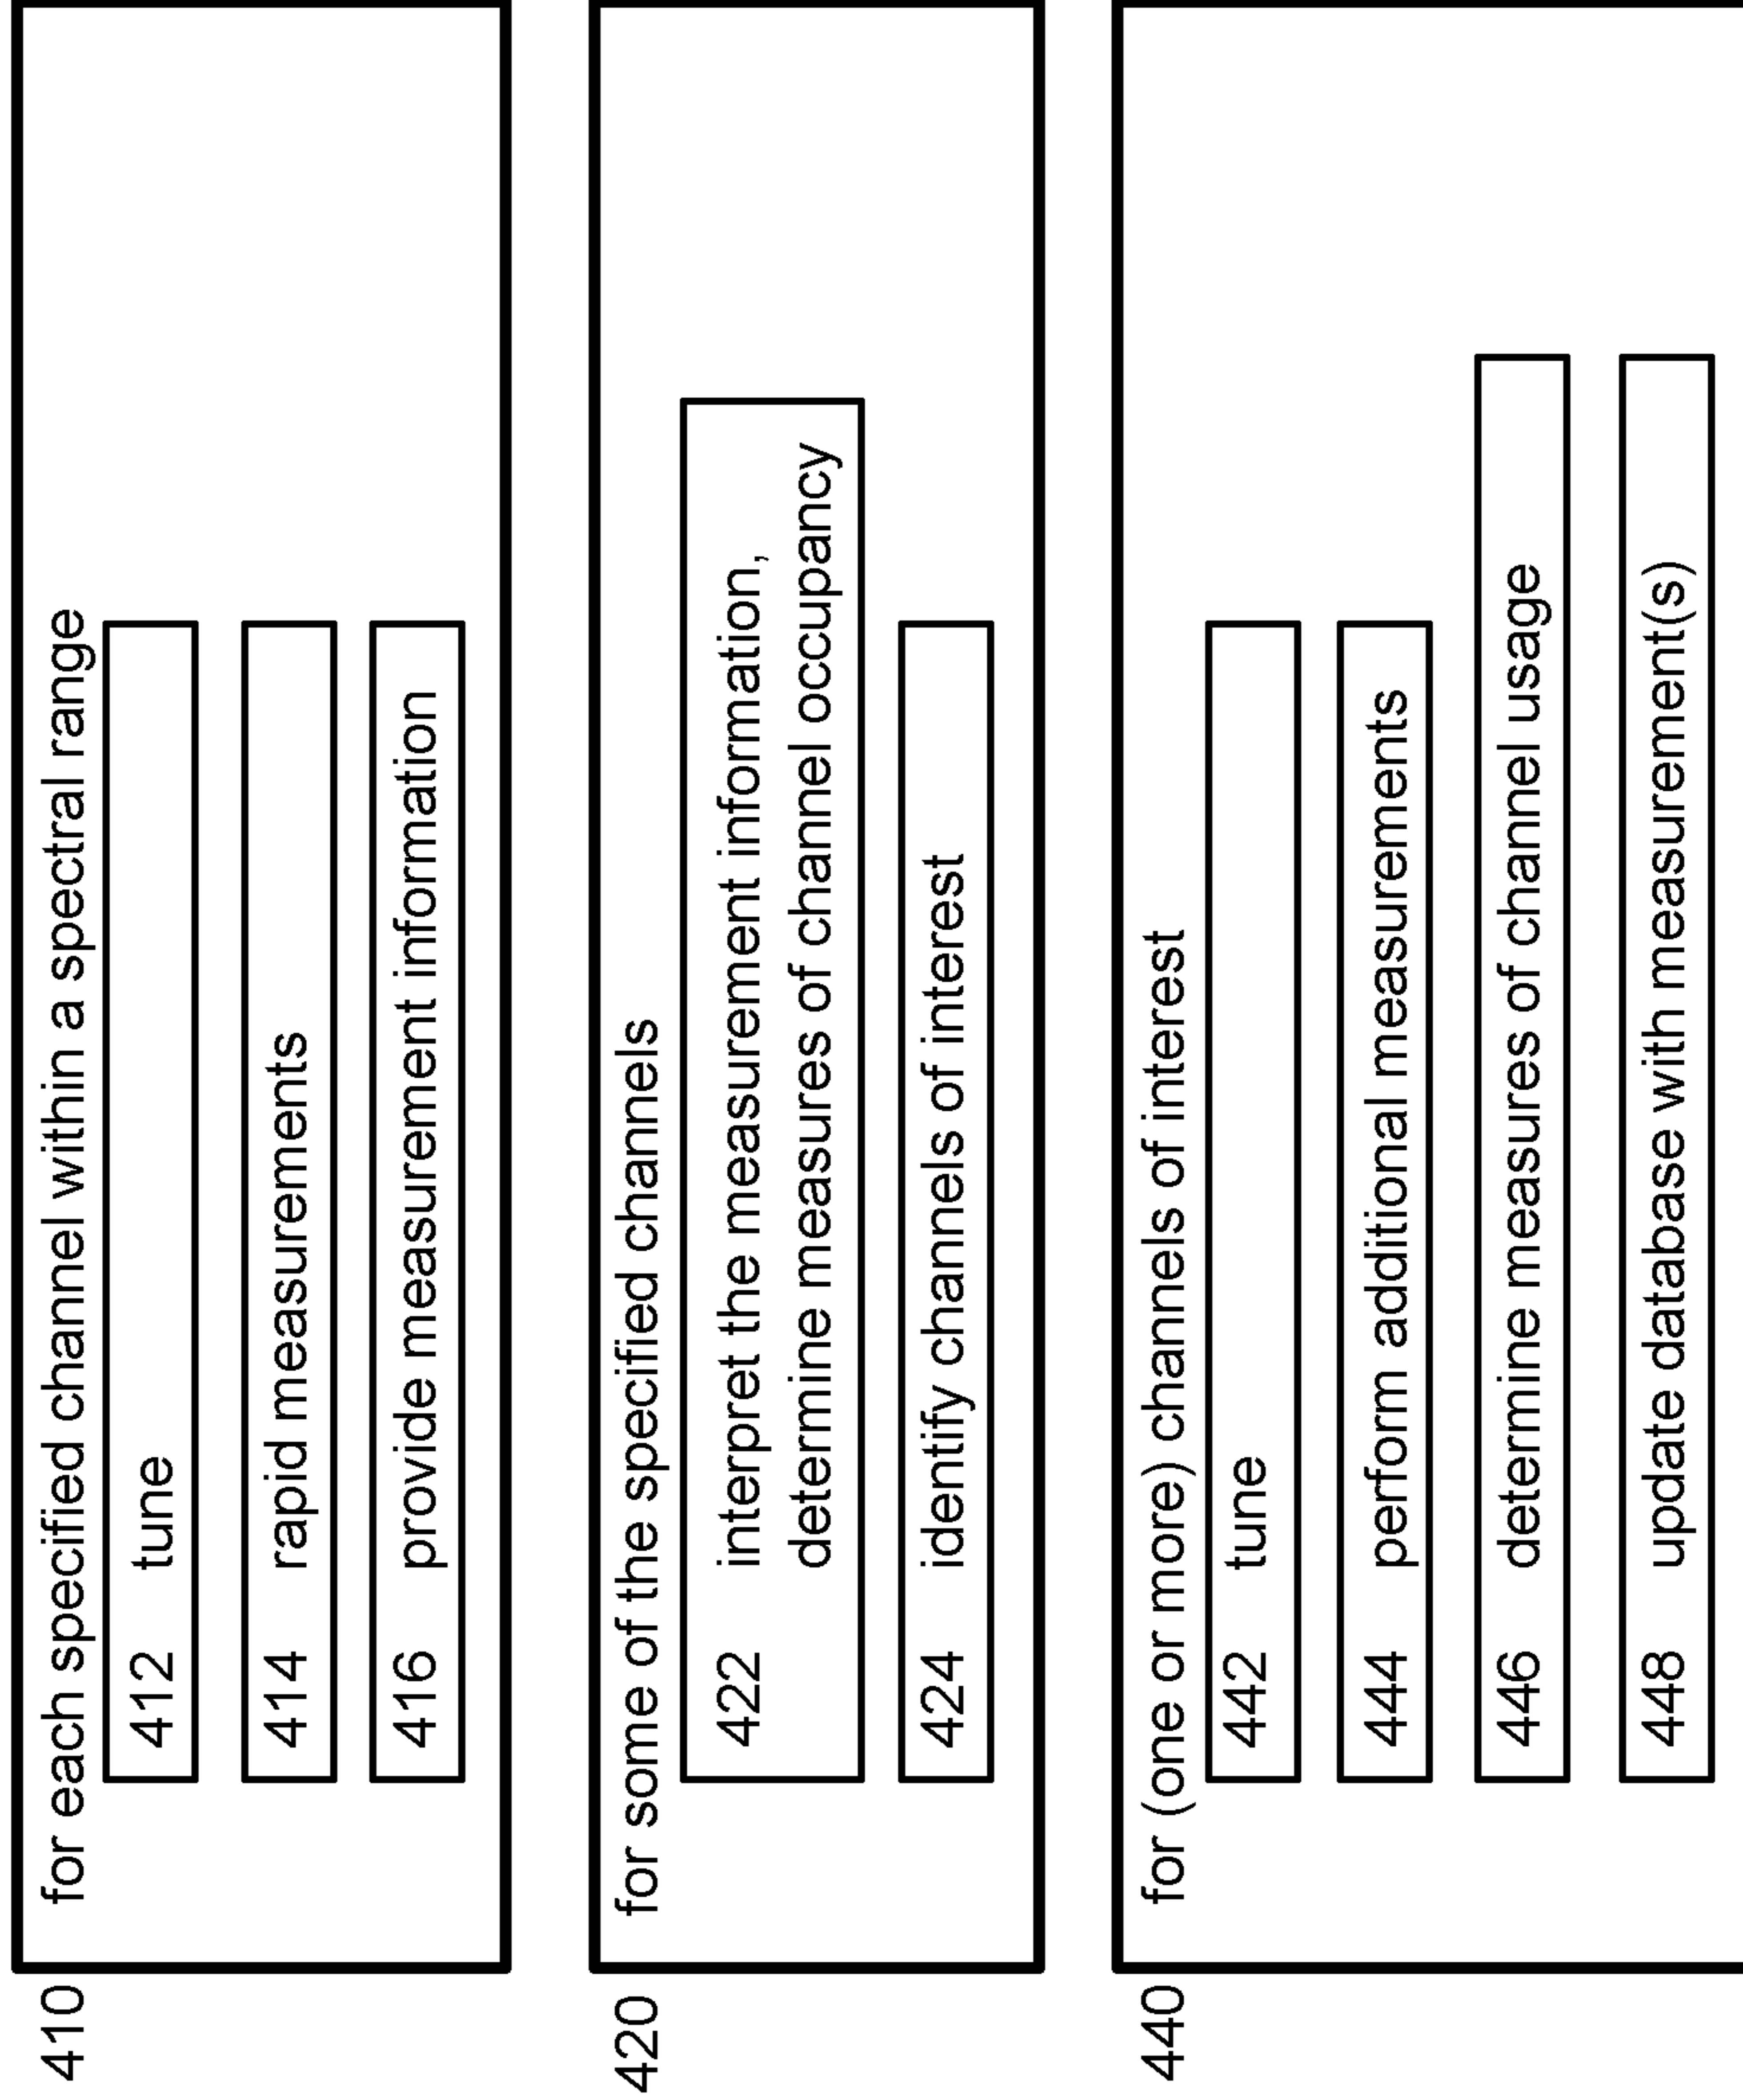 410 for each specified channel within a spectral range
412 tune
414 rapid measurements
416 provide measurement information
420 for some of the specified channels
422 interpret the measurement information,
determine measures of channel occupancy
424 identify channels of interest
440 for (one or more) channels of interest
442 tune
444 perform additional measurements
446 determine measures of channel usage
448 update database with measurement(s)